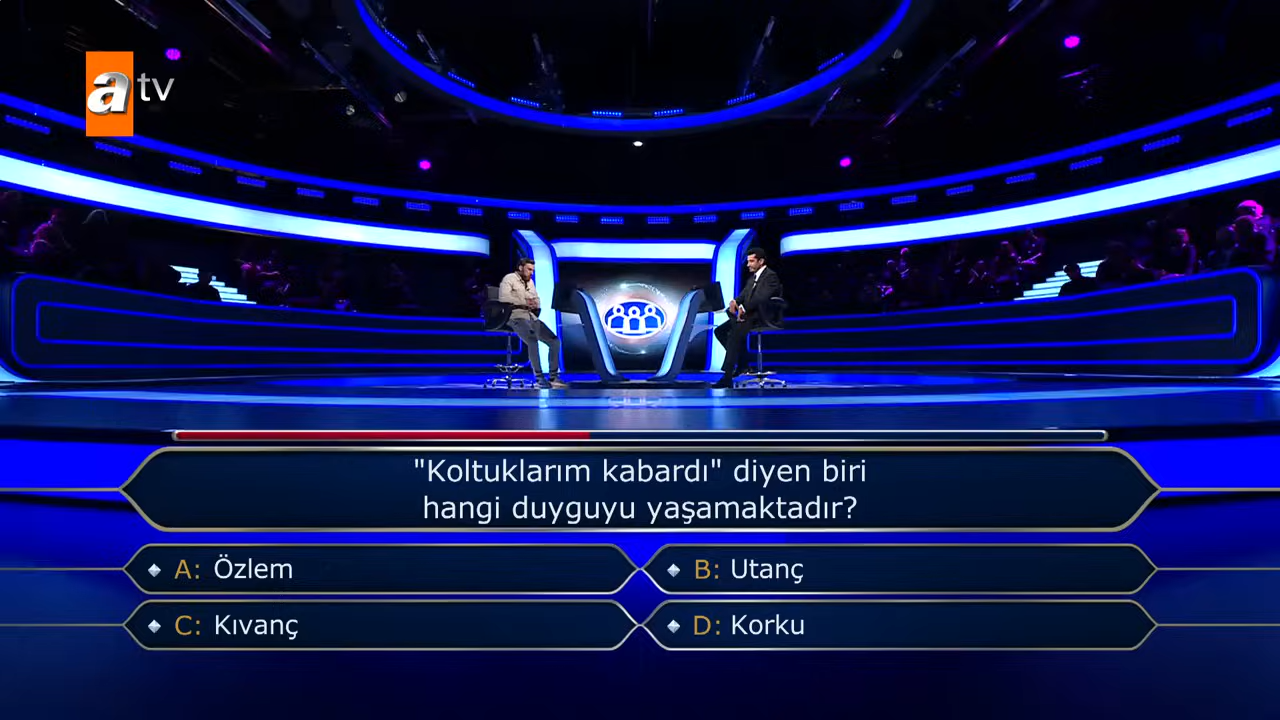 atv
"Koltuklarım kabardı" diyen biri
hangi duyguyu yaşamaktadır?
A: Özlem
B: Utanç
C: Kıvanç
D: Korku